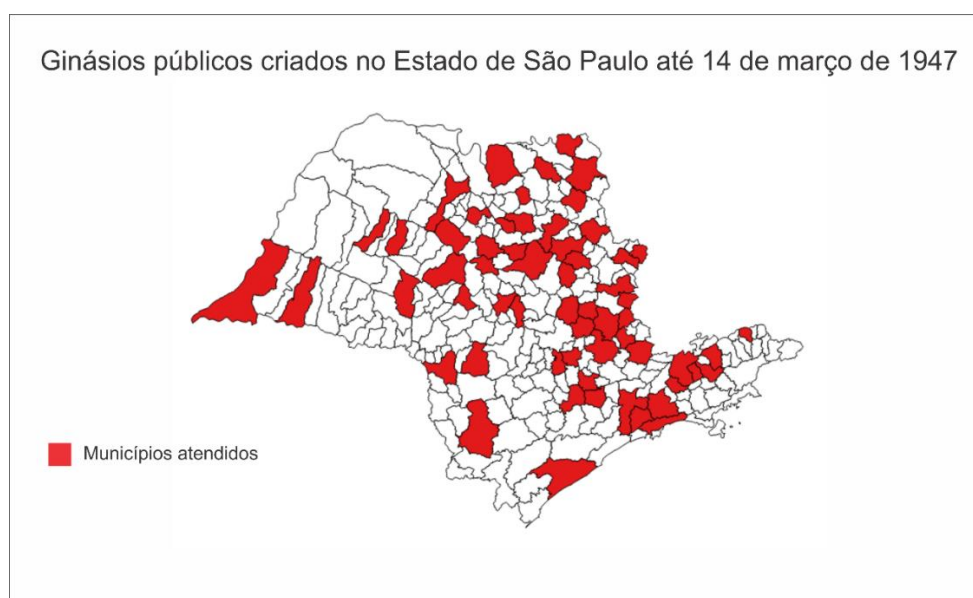 Ginásios públicos criados no Estado de São Paulo até 14 de março de 1947
Municípios atendidos